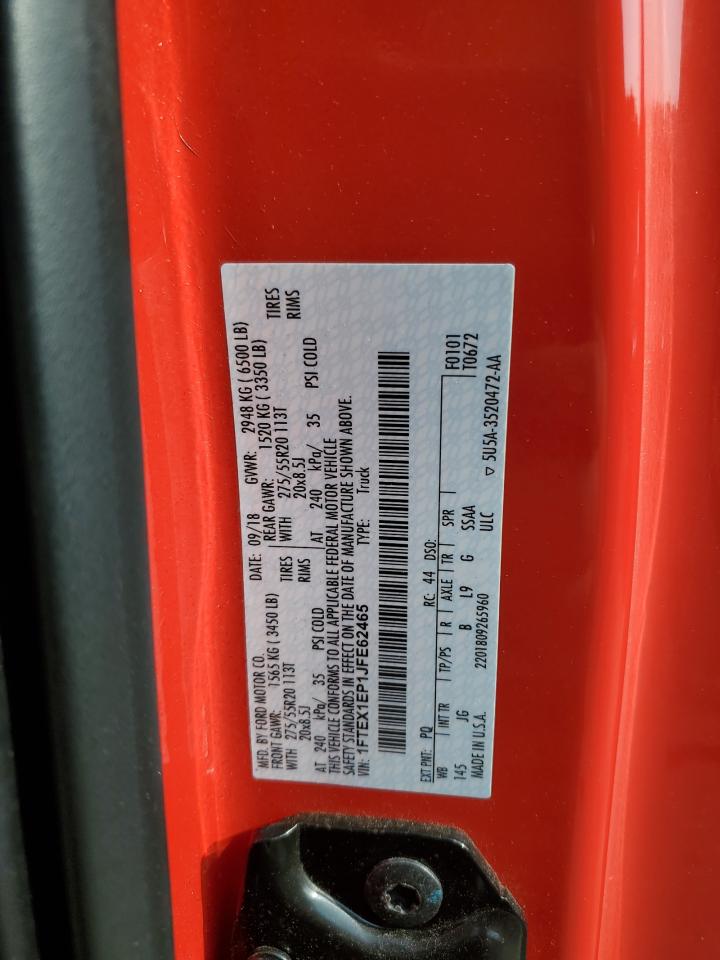 MFD. BY FORD MOTOR CO. DATE: 09/18 GVWR: 2948 KG ( 6500 LB)
FRONT GAWR: 1565 KG ( 3450 LB) REAR GAWR: 1520 KG ( 3350 LB)
WITH 275/55R20 113T TIRES WITH 275/55R20 113T TIRES
20x8.5J RIMS 20x8.5J RIMS
AT 240 kPa/ 35 PSI COLD AT 240 kPa/ 35 PSI COLD
THIS VEHICLE CONFORMS TO ALL APPLICABLE FEDERAL MOTOR VEHICLE
SAFETY STANDARDS IN EFFECT ON THE DATE OF MANUFACTURE SHOWN ABOVE.
VIN: 1FTEX1EP1JFE62465 TYPE: Truck
EXT PNT: PQ RC: 44 DSO: F0101
WB INT TR TP/PS R AXLE TR SPR T0672
145 JG B L9 G SSAA ▽ 5U5A-3520472-AA
MADE IN U.S.A. 2201809265960 ULC